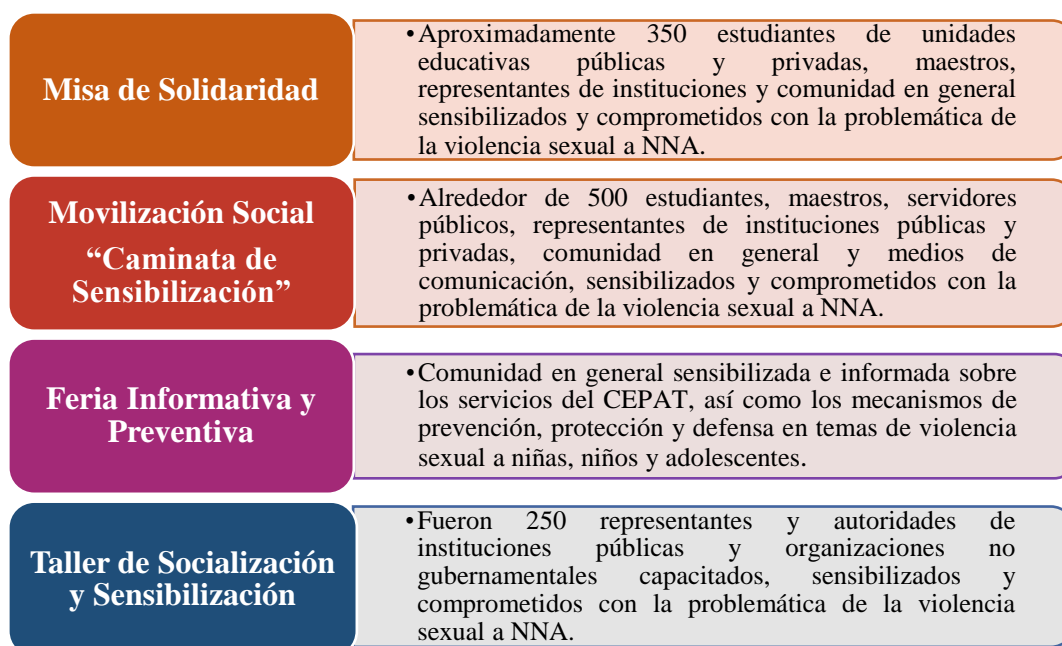 Misa de Solidaridad
•Aproximadamente 350 estudiantes de unidades
educativas públicas y privadas, maestros,
representantes de instituciones y comunidad en general
sensibilizados y comprometidos con la problemática de
la violencia sexual a NNA.
Movilización Social
“Caminata de
Sensibilización”
•Alrededor de 500 estudiantes, maestros, servidores
públicos, representantes de instituciones públicas y
privadas, comunidad en general y medios de
comunicación, sensibilizados y comprometidos con la
problemática de la violencia sexual a NNA.
Feria Informativa y
Preventiva
•Comunidad en general sensibilizada e informada sobre
los servicios del CEPAT, así como los mecanismos de
prevención, protección y defensa en temas de violencia
sexual a niñas, niños y adolescentes.
Taller de Socialización
y Sensibilización
•Fueron 250 representantes y autoridades de
instituciones públicas y organizaciones no
gubernamentales capacitados, sensibilizados y
comprometidos con la problemática de la violencia
sexual a NNA.